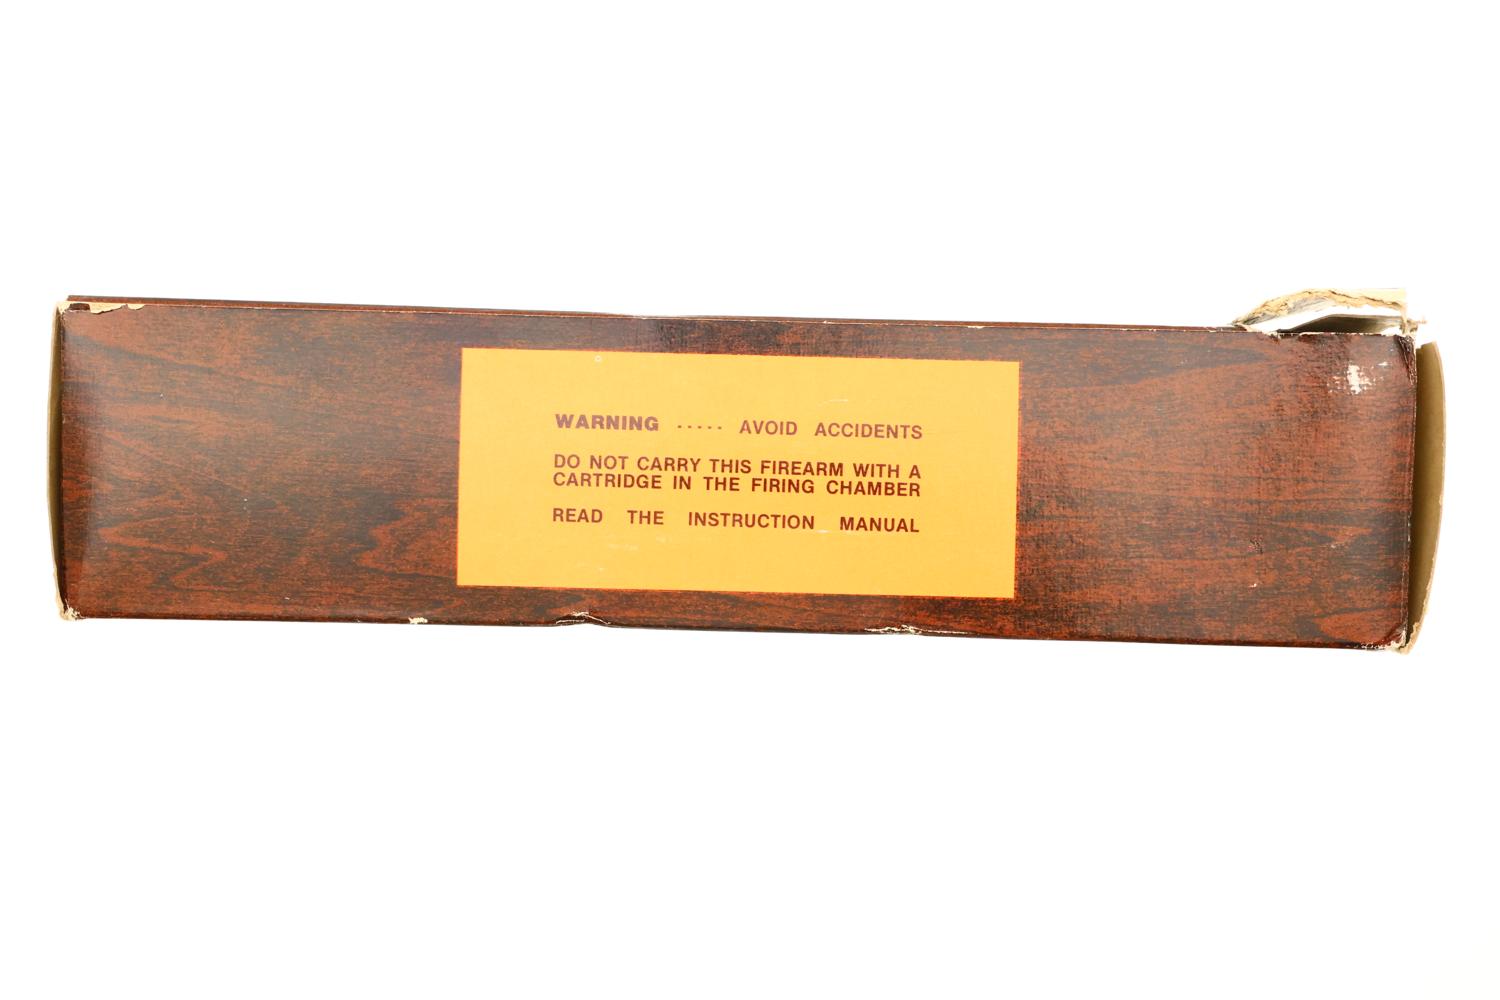 WARNING ..... AVOID ACCIDENTS
DO NOT CARRY THIS FIREARM WITH A
CARTRIDGE IN THE FIRING CHAMBER
READ THE INSTRUCTION MANUAL